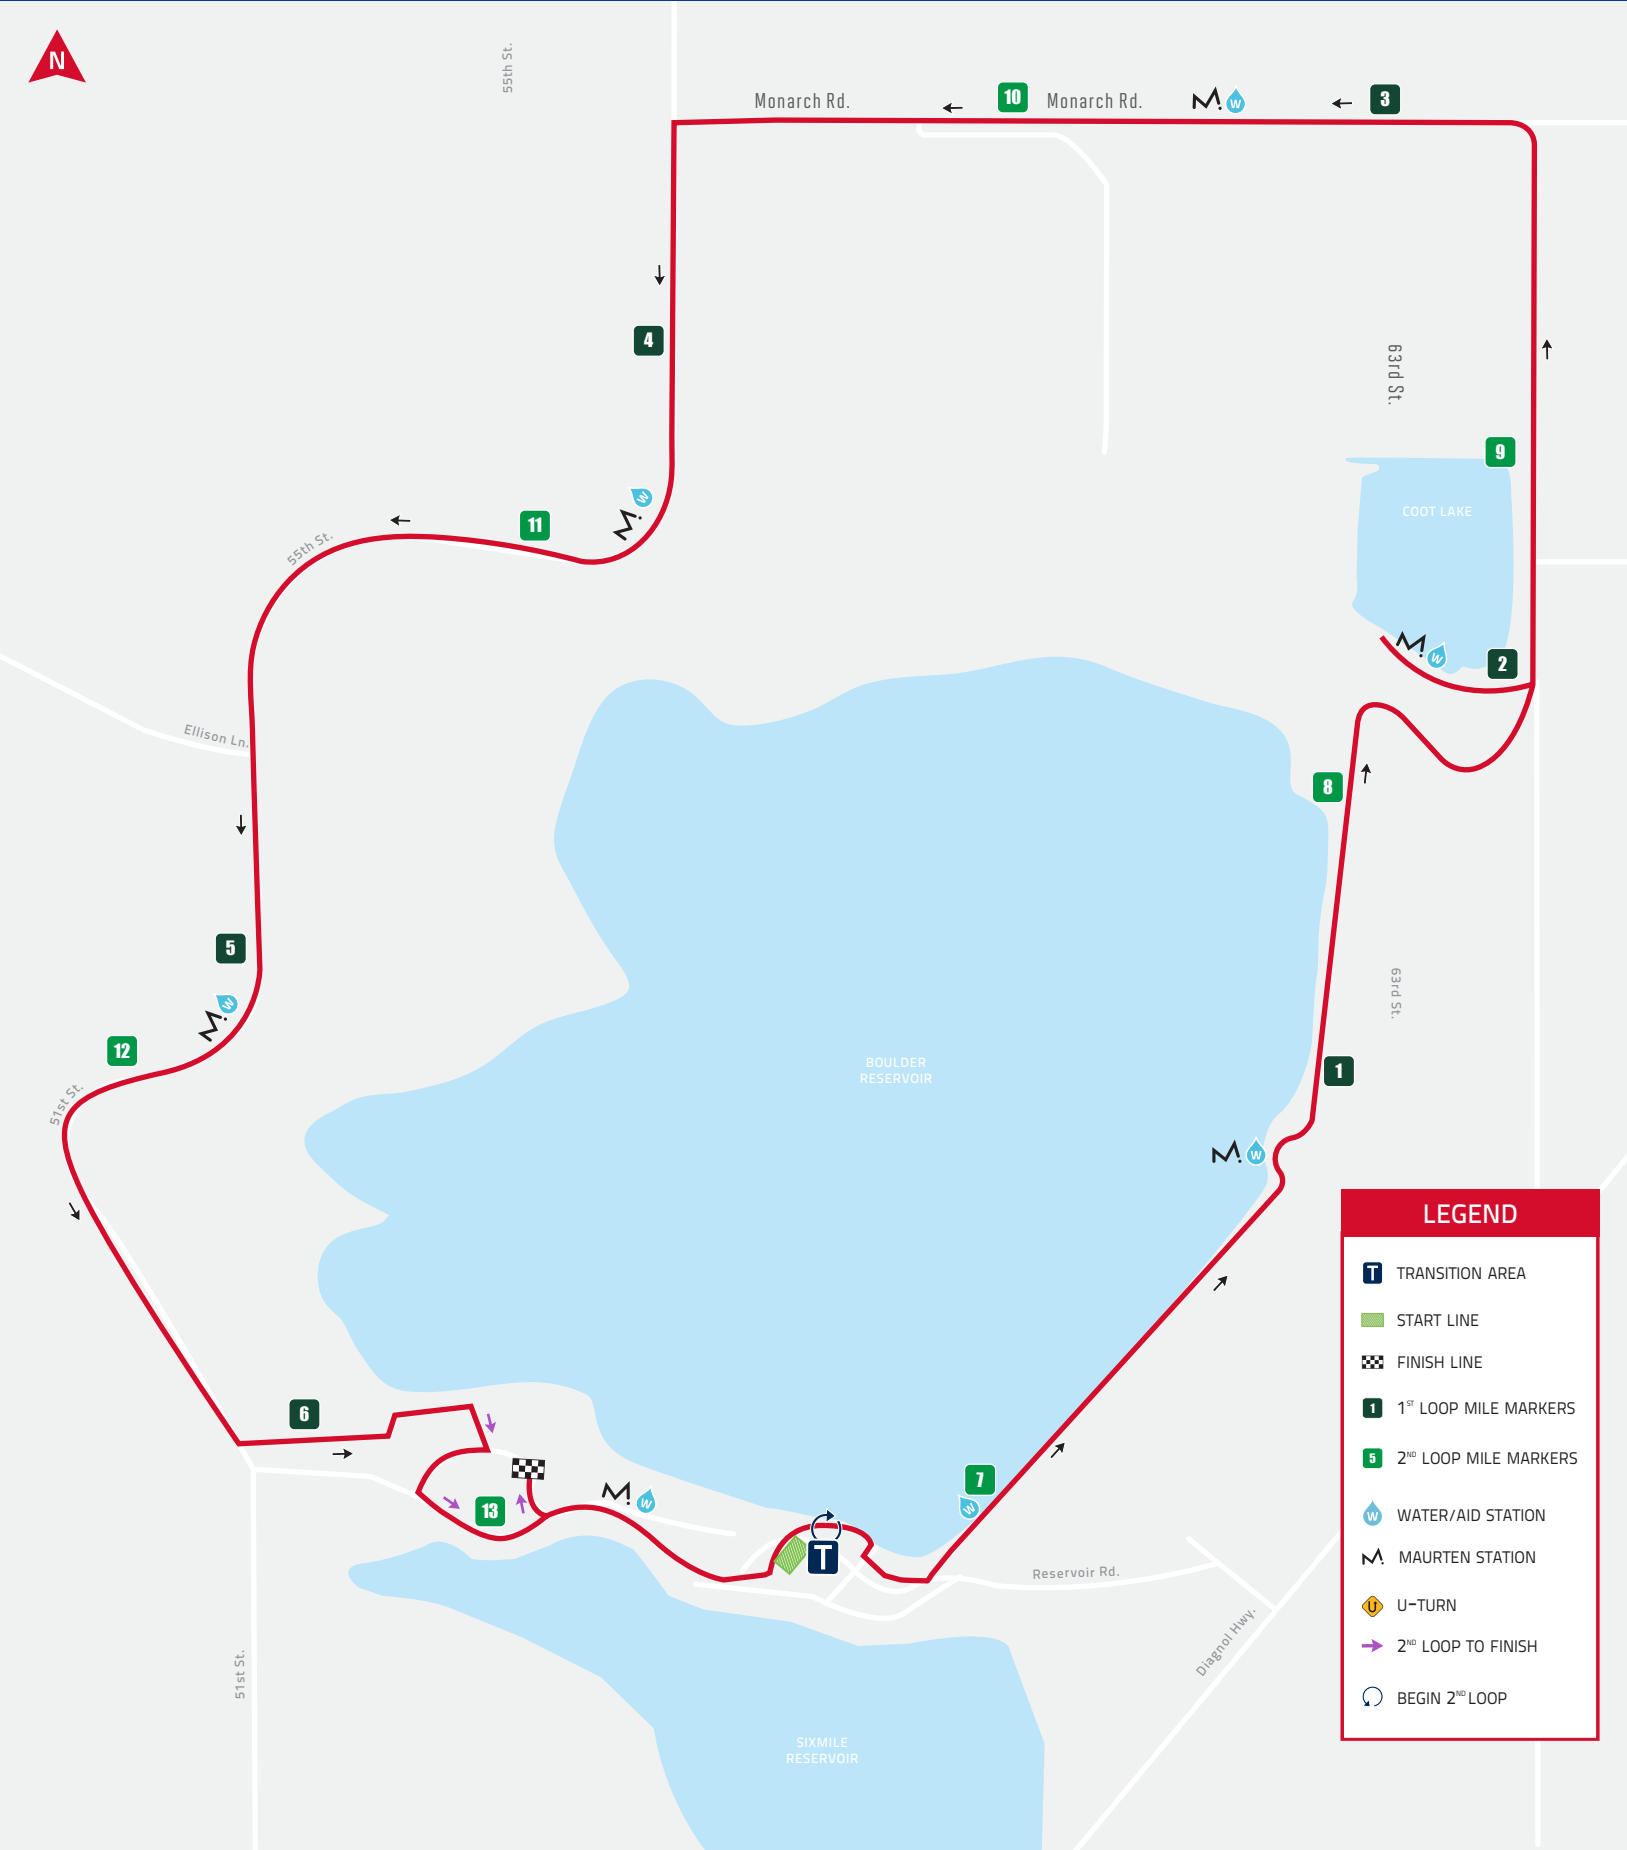 N
55th St.
Monarch Rd.
10
Monarch Rd.
M.
W
3
4
63rd St.
9
COOT LAKE
W
M.
11
55th St.
M.
W
2
Ellison Ln.
8
5
W
M.
63rd St.
12
51st St.
BOULDER
RESERVOIR
1
M.
W
LEGEND
T TRANSITION AREA
START LINE
FINISH LINE
1 1ST LOOP MILE MARKERS
5 2ND LOOP MILE MARKERS
W WATER/AID STATION
M. MAURTEN STATION
U-TURN
2ND LOOP TO FINISH
BEGIN 2ND LOOP
6
7
W
M.
W
13
T
Reservoir Rd.
Diagnol Hwy.
51st St.
SIXMILE
RESERVOIR